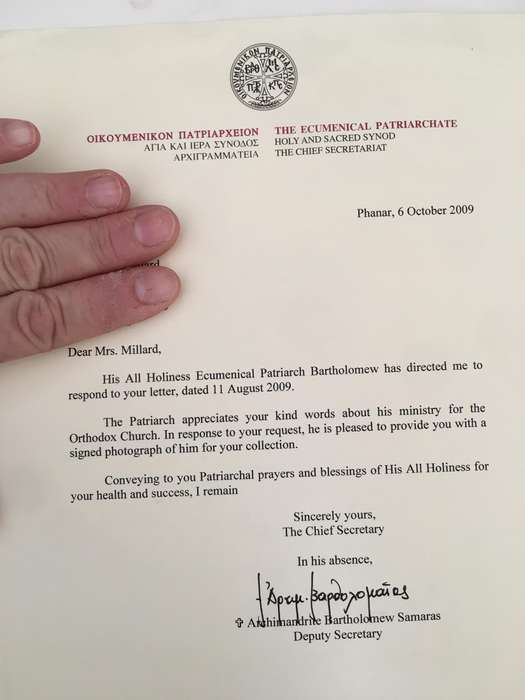 ΟΙΚΟΥΜΕΝΙΚΟΝ ΠΑΤΡΙΑΡΧΕΙΟΝ
ΟΙΚΟΥΜΕΝΙΚΟΝ ΠΑΤΡΙΑΡΧΕΙΟΝ
ΑΓΙΑ ΚΑΙ ΙΕΡΑ ΣΥΝΟΔΟΣ
ΑΡΧΙΓΡΑΜΜΑΤΕΙΑ
THE ECUMENICAL PATRIARCHATE
HOLY AND SACRED SYNOD
THE CHIEF SECRETARIAT
Phanar, 6 October 2009
Dear Mrs. Millard,
His All Holiness Ecumenical Patriarch Bartholomew has directed me to
respond to your letter, dated 11 August 2009.
The Patriarch appreciates your kind words about his ministry for the
Orthodox Church. In response to your request, he is pleased to provide you with a
signed photograph of him for your collection.
Conveying to you Patriarchal prayers and blessings of His All Holiness for
your health and success, I remain
Sincerely yours,
The Chief Secretary
In his absence,
Ἀρχιμ. Βαρθολομαῖος
✞ Archimandrite Bartholomew Samaras
Deputy Secretary